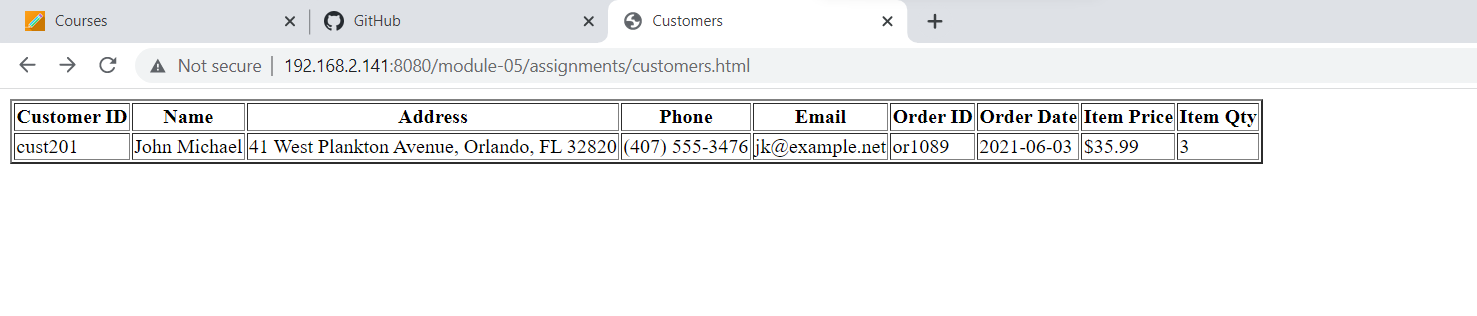 Courses GitHub Customers
Not secure 192.168.2.141:8080/module-05/assignments/customers.html
Customer ID Name Address Phone Email Order ID Order Date Item Price Item Qty
cust201 John Michael 41 West Plankton Avenue, Orlando, FL 32820 (407) 555-3476 jk@example.net or1089 2021-06-03 $35.99 3